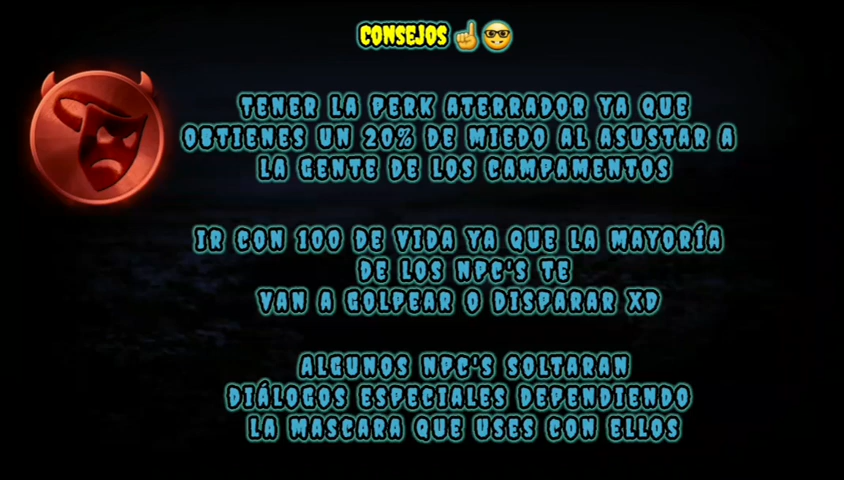 CONSEJOS ☝️🤓
TENER LA PERK ATERRADOR YA QUE
OBTIENES UN 20% DE MIEDO AL ASUSTAR A
LA GENTE DE LOS CAMPAMENTOS
IR CON 100 DE VIDA YA QUE LA MAYORÍA
DE LOS NPC'S TE
VAN A GOLPEAR O DISPARAR XD
ALGUNOS NPC'S SOLTARAN
DIÁLOGOS ESPECIALES DEPENDIENDO
LA MASCARA QUE USES CON ELLOS